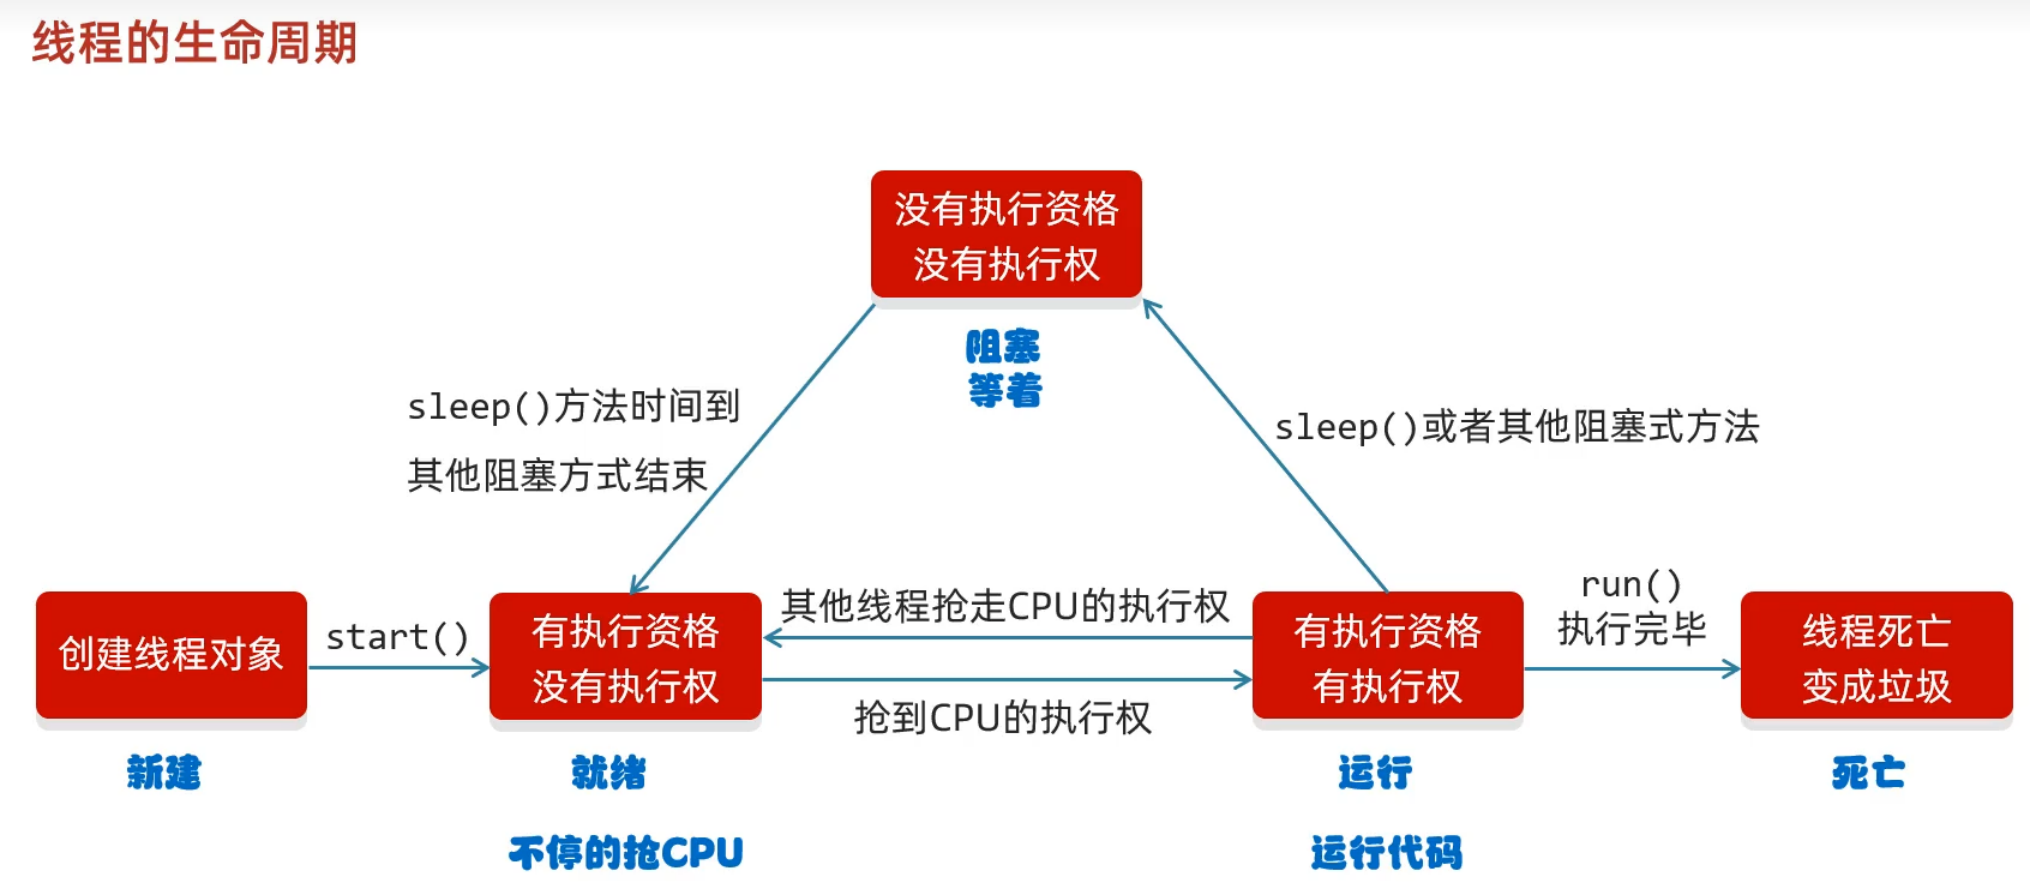 线程的生命周期
没有执行资格
没有执行权
阻塞
等着
sleep()方法时间到
其他阻塞方式结束
sleep()或者其他阻塞式方法
创建线程对象
新建
start()
有执行资格
没有执行权
就绪
不停的抢CPU
其他线程抢走CPU的执行权
抢到CPU的执行权
有执行资格
有执行权
运行
运行代码
run()
执行完毕
线程死亡
变成垃圾
死亡